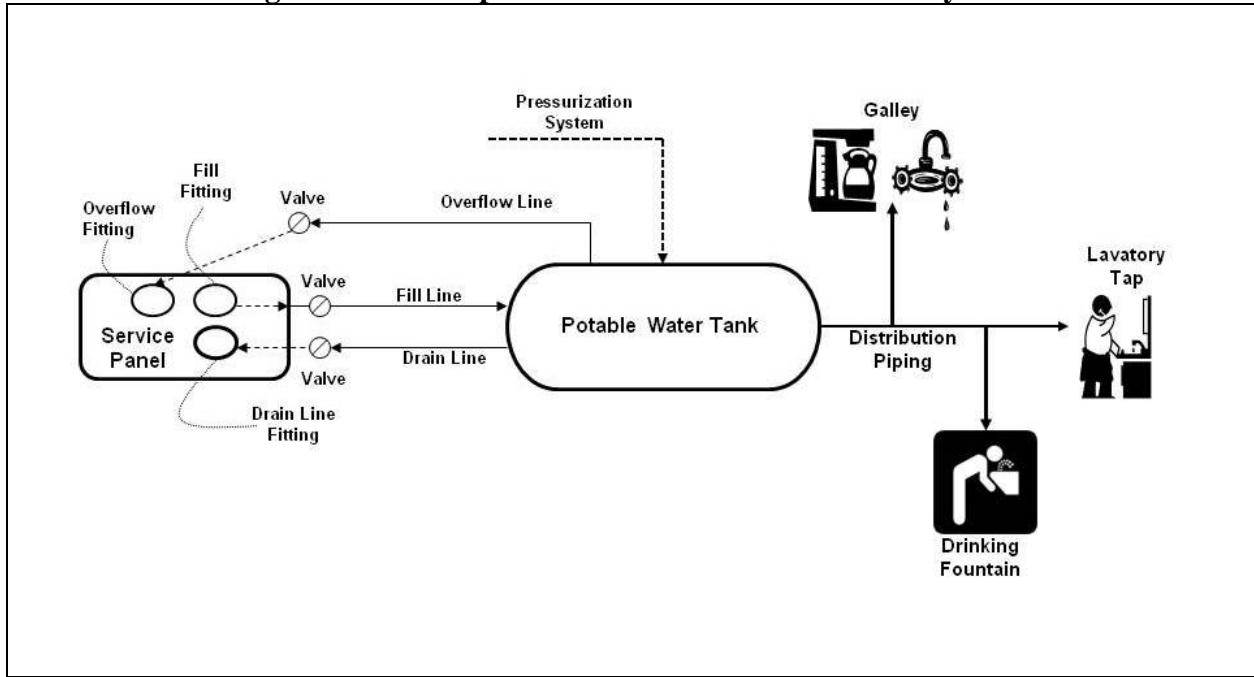 Pressurization
System
Galley
Fill
Fitting
Overflow
Fitting
Valve
Overflow Line
Lavatory
Tap
Valve
Fill Line
Potable Water Tank
Service
Panel
Distribution
Piping
Drain Line
Valve
Drain Line
Fitting
Drinking
Fountain